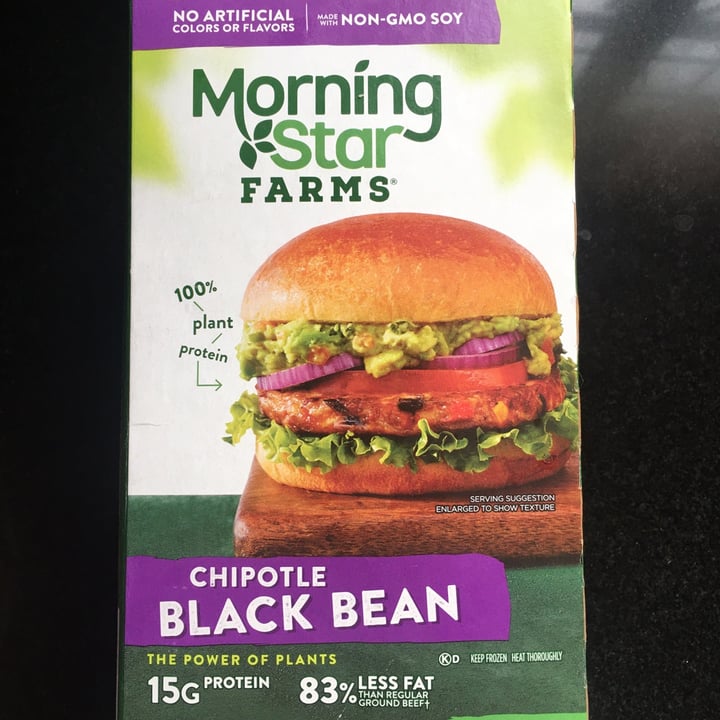 NO ARTIFICIAL
COLORS OR FLAVORS
MADE
WITH NON-GMO SOY
Morning
Star
FARMS®
100%
plant
protein
SERVING SUGGESTION
ENLARGED TO SHOW TEXTURE
CHIPOTLE
BLACK BEAN
THE POWER OF PLANTS
K D KEEP FROZEN HEAT THOROUGHLY
15G PROTEIN
83% LESS FAT
THAN REGULAR
GROUND BEEF†